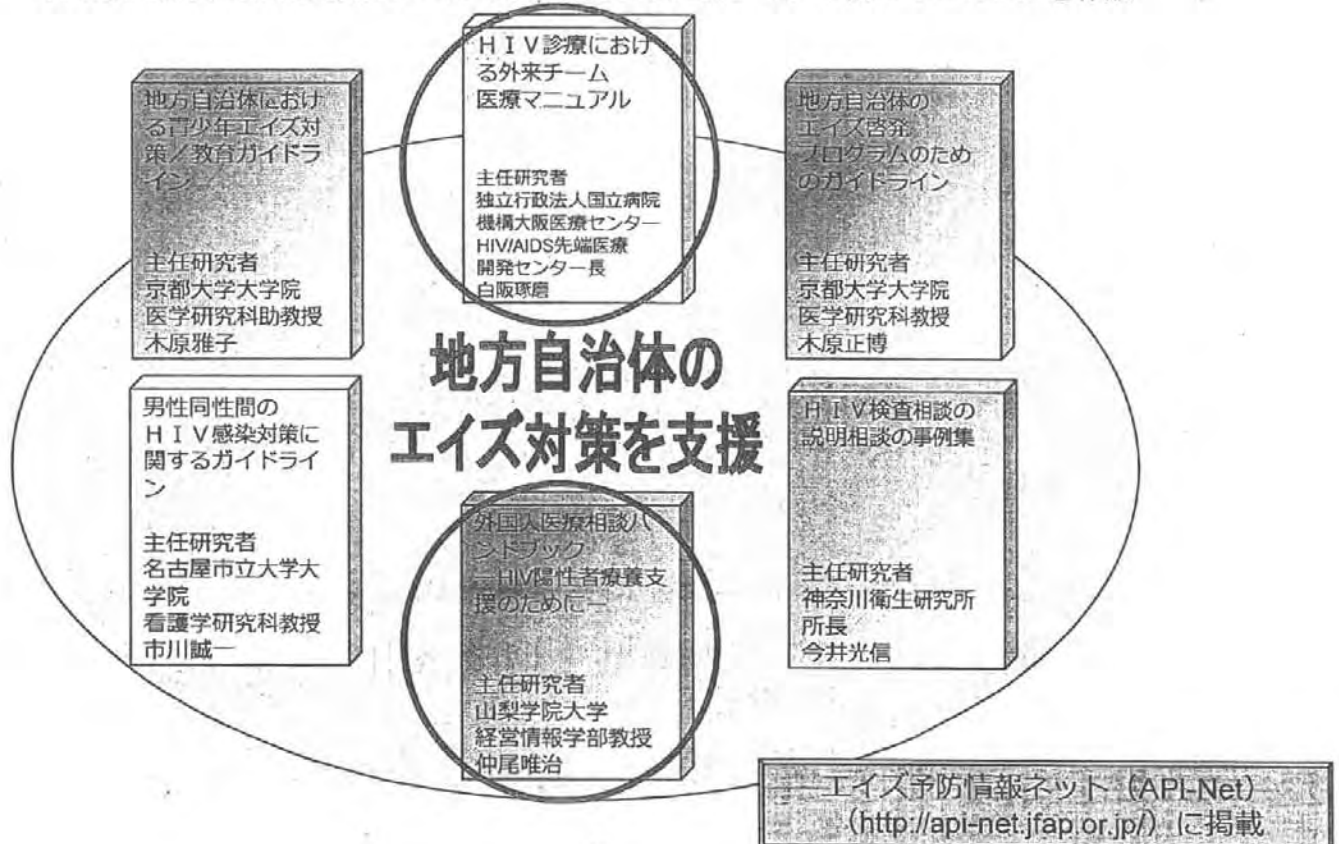 HIV診療におけ
る外来チーム
医療マニュアル
主任研究者
独立行政法人国立病院
機構大阪医療センター
HIV/AIDS先端医療
開発センター長
白阪琢磨
地方自治体におけ
る青少年エイズ対
策/教育ガイドラ
イン
主任研究者
京都大学大学院
医学研究科助教授
木原雅子
地方自治体の
エイズ啓発
プログラムのため
のガイドライン
主任研究者
京都大学大学院
医学研究科教授
木原正博
地方自治体の
エイズ対策を支援
男性同性間の
HIV感染対策に
関するガイドライ
ン
主任研究者
名古屋市立大学大
学院
看護学研究科教授
市川誠一
外国人医療相談ハ
ンドブック
―HIV陽性者療養支
援のために―
主任研究者
山梨学院大学
経営情報学部教授
仲尾唯治
HIV検査相談の
説明相談の事例集
主任研究者
神奈川衛生研究所
所長
今井光信
エイズ予防情報ネット (API-Net)
(http://api-net.jfap.or.jp/) に掲載